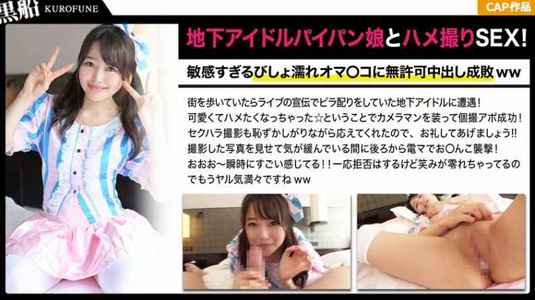 黒船 KUROFUNE
CAP作品
地下アイドルパイパン娘とハメ撮りSEX!
敏感すぎるびしょ濡れオマ〇コに無許可中出し成敗ww
街を歩いていたらライブの宣伝でビラ配りをしていた地下アイドルに遭遇!
可愛くてハメたくなっちゃった☆ということでカメラマンを装って個撮アポ成功!
セクハラ撮影も恥ずかしがりながら応えてくれたので、お礼してあげましょう!!
撮影した写真を見せて気が緩んでいる間に後ろから電マでお〇んこ襲撃!
おおお~瞬時にすごい感じてる!!一応拒否はするけど笑みが零れちゃってるの
でもうヤル気満々ですねww